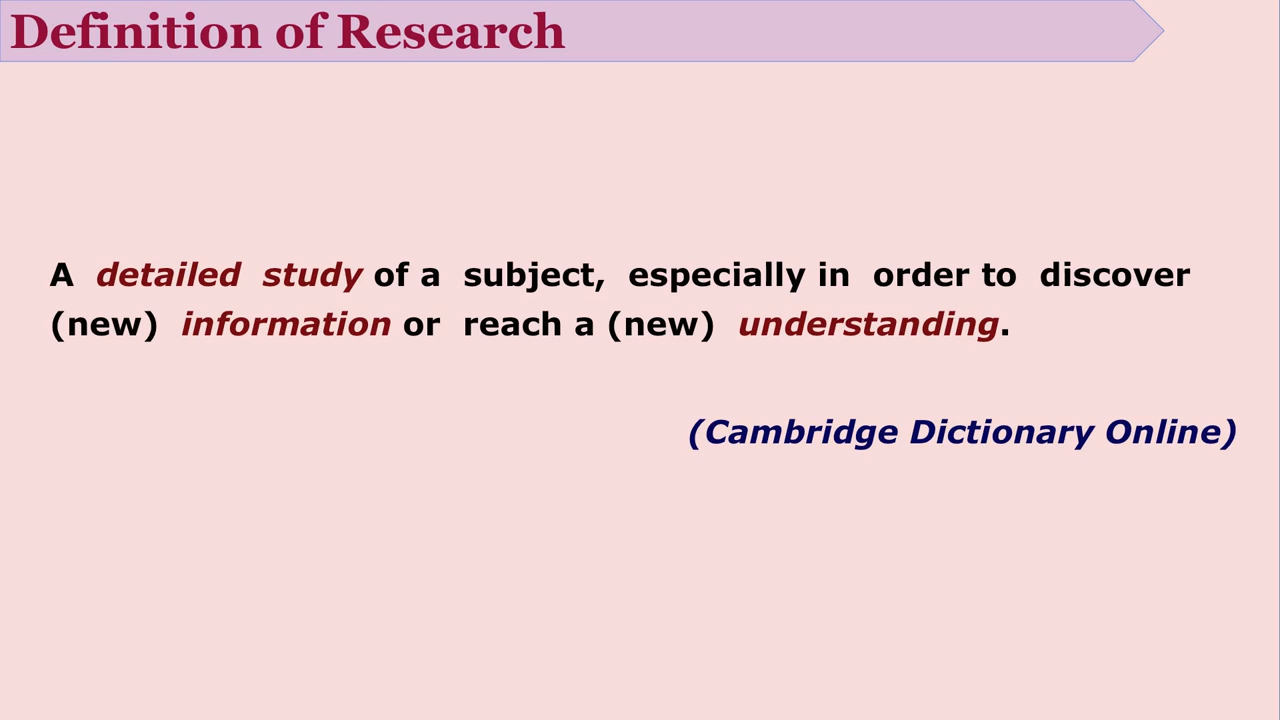 Definition of Research
A detailed study of a subject, especially in order to discover
(new) information or reach a (new) understanding.
(Cambridge Dictionary Online)